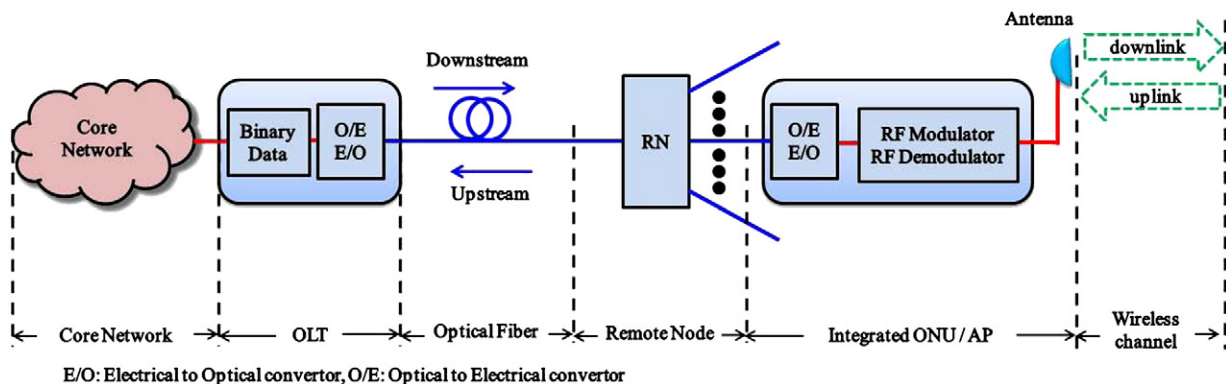 Antenna
downlink
uplink
Downstream
Upstream
Core
Network
Binary
Data
O/E
E/O
RN
O/E
E/O
RF Modulator
RF Demodulator
Core Network
OLT
Optical Fiber
Remote Node
Integrated ONU / AP
Wireless
channel
E/O: Electrical to Optical convertor, O/E: Optical to Electrical convertor